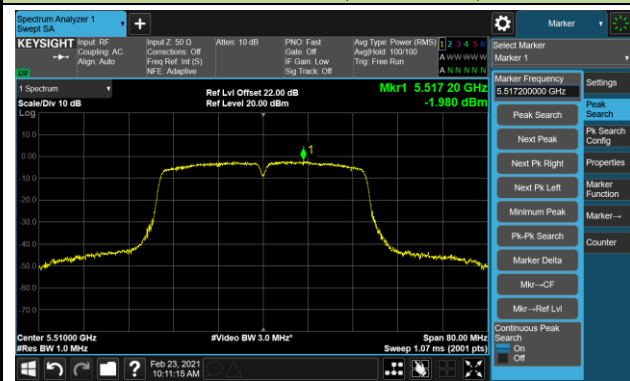 Spectrum Analyzer 1
Swept SA
Marker
KEYSIGHT
Input: RF
Coupling: AC
Align: Auto
Input Z: 50 Ω
Corrections: Off
Freq Ref: Int (S)
NFE: Adaptive
Atten: 10 dB
PNO: Fast
Gate: Off
IF Gain: Low
Sig Track: Off
Avg Type: Power (RMS)
Avg|Hold: 100/100
Trig: Free Run
1 2 3 4 5 6
A W W W W W
A N N N N N
Select Marker
Marker 1
LV
1 Spectrum
Scale/Div 10 dB
Log
Ref Lvl Offset 22.00 dB
Ref Level 20.00 dBm
Mkr1 5.517 20 GHz
-1.980 dBm
10.0
0.00
-10.0
-20.0
-30.0
-40.0
-50.0
-60.0
-70.0
1
Center 5.51000 GHz
#Res BW 1.0 MHz
#Video BW 3.0 MHz*
Span 80.00 MHz
Sweep 1.07 ms (2001 pts)
Marker Frequency
5.517200000 GHz
Peak Search
Next Peak
Next Pk Right
Next Pk Left
Minimum Peak
Pk-Pk Search
Marker Delta
Mkr→CF
Mkr→Ref Lvl
Continuous Peak
Search
On
Off
Settings
Peak
Search
Pk Search
Config
Properties
Marker
Function
Marker→
Counter
?
Feb 23, 2021
10:11:15 AM